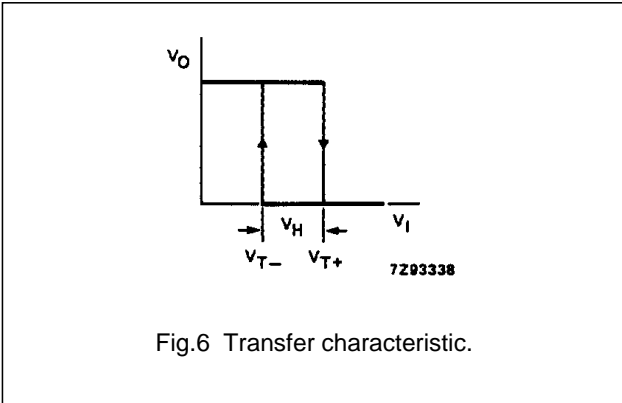 VO
VH
VI
VT− VT+
7Z93338
Fig.6 Transfer characteristic.